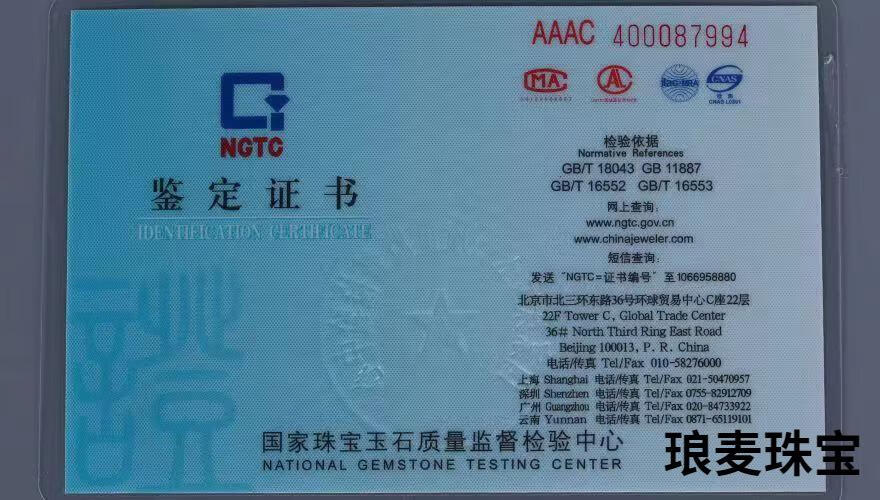 AAAC 400087994
MA
AL
ilac-MRA
CNAS
NGTC
鉴定证书
IDENTIFICATION CERTIFICATE
检验依据
Normative References
GB/T 18043 GB 11887
GB/T 16552 GB/T 16553
网上查询:
www.ngtc.gov.cn
www.chinajeweler.com
短信查询:
发送“NGTC=证书编号”至1066958880
北京市北三环东路36号环球贸易中心C座22层
22F Tower C, Global Trade Center
36# North Third Ring East Road
Beijing 100013, P. R. China
电话/传真 Tel/Fax 010-58276000
上海 Shanghai 电话/传真 Tel/Fax 021-50470957
深圳 Shenzhen 电话/传真 Tel/Fax 0755-82912709
广州 Guangzhou 电话/传真 Tel/Fax 020-84733922
云南 Yunnan 电话/传真 Tel/Fax 0871-65119101
国家珠宝玉石质量监督检验中心
NATIONAL GEMSTONE TESTING CENTER
琅麦珠宝